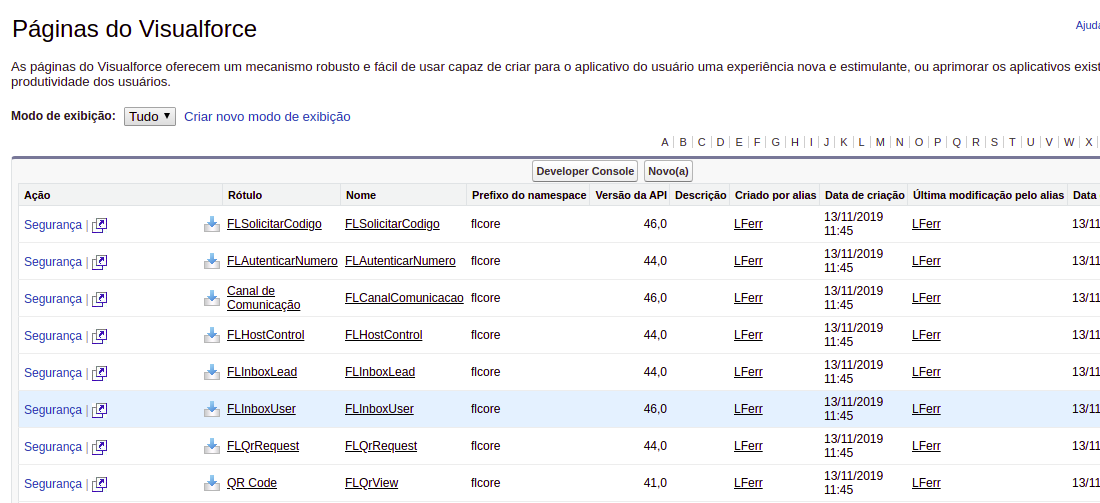 Páginas do Visualforce
Ajuda
As páginas do Visualforce oferecem um mecanismo robusto e fácil de usar capaz de criar para o aplicativo do usuário uma experiência nova e estimulante, ou aprimorar os aplicativos exist
produtividade dos usuários.
Modo de exibição: Tudo ▼ Criar novo modo de exibição
A | B | C | D | E | F | G | H | I | J | K | L | M | N | O | P | Q | R | S | T | U | V | W | X |
Developer Console Novo(a)
Ação Rótulo Nome Prefixo do namespace Versão da API Descrição Criado por alias Data de criação Última modificação pelo alias Data
Segurança | FLSolicitarCodigo FLSolicitarCodigo flcore 46,0 LFerr 13/11/2019 11:45 LFerr 13/11
Segurança | FLAutenticarNumero FLAutenticarNumero flcore 44,0 LFerr 13/11/2019 11:45 LFerr 13/11
Segurança | Canal de Comunicação FLCanalComunicacao flcore 46,0 LFerr 13/11/2019 11:45 LFerr 13/11
Segurança | FLHostControl FLHostControl flcore 44,0 LFerr 13/11/2019 11:45 LFerr 13/11
Segurança | FLInboxLead FLInboxLead flcore 44,0 LFerr 13/11/2019 11:45 LFerr 13/11
Segurança | FLInboxUser FLInboxUser flcore 46,0 LFerr 13/11/2019 11:45 LFerr 13/11
Segurança | FLQrRequest FLQrRequest flcore 44,0 LFerr 13/11/2019 11:45 LFerr 13/11
Segurança | QR Code FLQrView flcore 41,0 LFerr 13/11/2019 11:45 LFerr 13/11